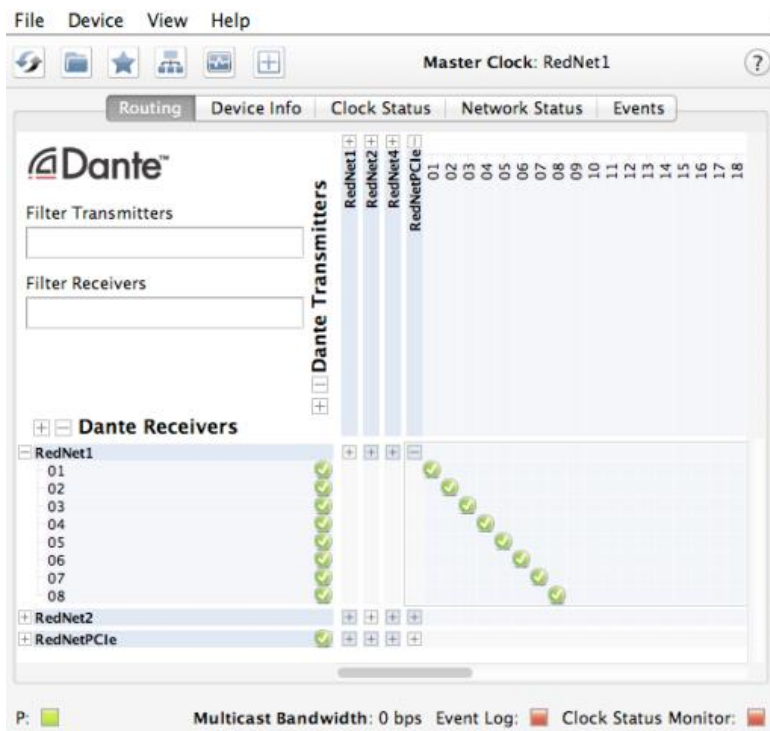 File Device View Help
Master Clock: RedNet1 ?
Routing Device Info Clock Status Network Status Events
Dante™
Filter Transmitters
Filter Receivers
Dante Transmitters
RedNet1
RedNet2
RedNet4
RedNetPCIe
01 02 03 04 05 06 07 08 09 10 11 12 13 14 15 16 17 18
Dante Receivers
RedNet1
01
02
03
04
05
06
07
08
RedNet2
RedNetPCIe
P: Multicast Bandwidth: 0 bps Event Log: Clock Status Monitor: